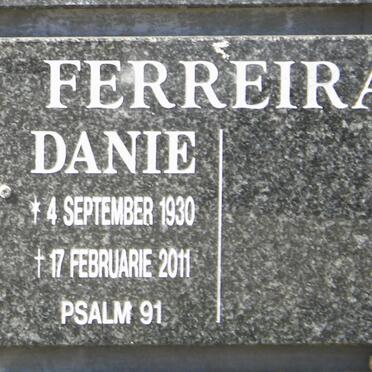 FERREIRA
DANIE
* 4 SEPTEMBER 1930
† 17 FEBRUARIE 2011
PSALM 91